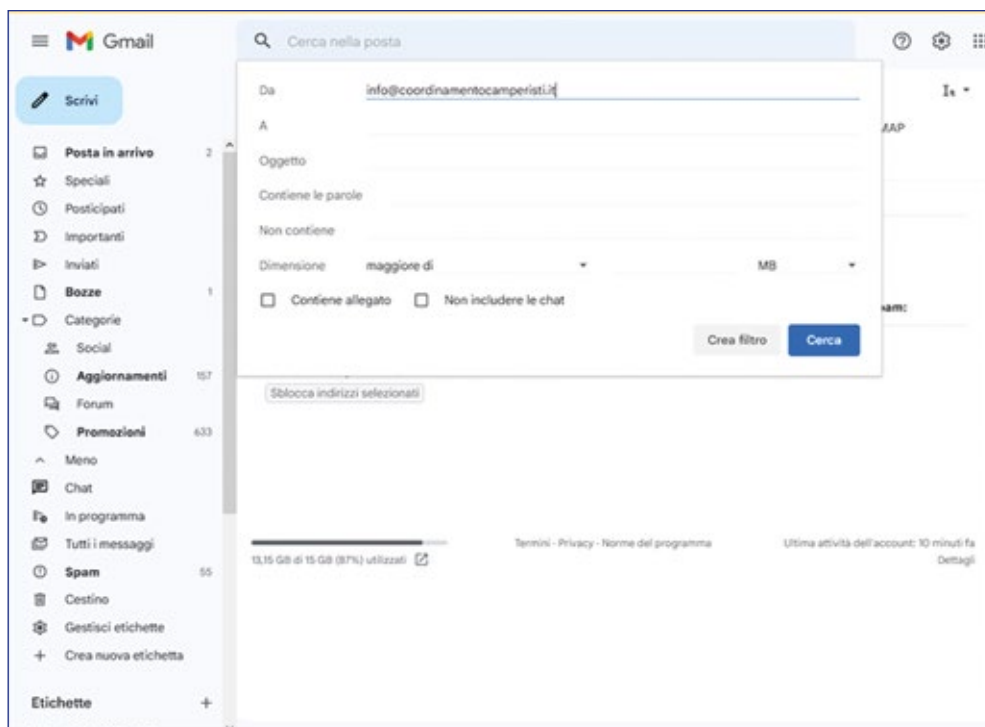 Gmail
Cerca nella posta
Scrivi
Da info@coordinamentocamperisti.it
A
MAP
Oggetto
Contiene le parole
Non contiene
Dimensione maggiore di MB
Contiene allegato Non includere le chat
am:
Crea filtro Cerca
Sblocca indirizzi selezionati
Posta in arrivo 2
Speciali
Posticipati
Importanti
Inviati
Bozze 1
Categorie
Social
Aggiornamenti 157
Forum
Promozioni 633
Meno
Chat
In programma
Tutti i messaggi
Spam 55
Cestino
Gestisci etichette
Crea nuova etichetta
Etichette +
13,15 GB di 15 GB (87%) utilizzati
Termini - Privacy - Norme del programma
Ultima attività dell'account: 10 minuti fa
Dettagli